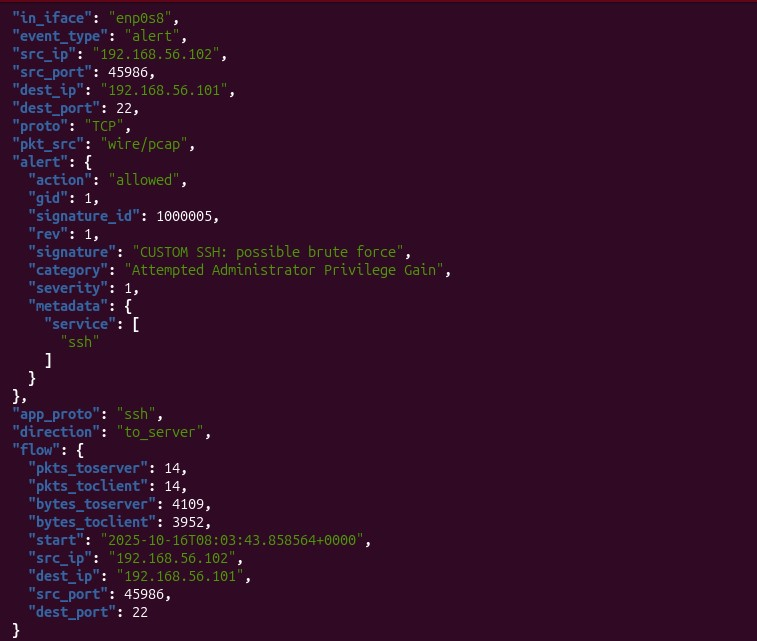 "in_iface": "enp0s8",
"event_type": "alert",
"src_ip": "192.168.56.102",
"src_port": 45986,
"dest_ip": "192.168.56.101",
"dest_port": 22,
"proto": "TCP",
"pkt_src": "wire/pcap",
"alert": {
  "action": "allowed",
  "gid": 1,
  "signature_id": 1000005,
  "rev": 1,
  "signature": "CUSTOM SSH: possible brute force",
  "category": "Attempted Administrator Privilege Gain",
  "severity": 1,
  "metadata": {
    "service": [
      "ssh"
    ]
  }
},
"app_proto": "ssh",
"direction": "to_server",
"flow": {
  "pkts_toserver": 14,
  "pkts_toclient": 14,
  "bytes_toserver": 4109,
  "bytes_toclient": 3952,
  "start": "2025-10-16T08:03:43.858564+0000",
  "src_ip": "192.168.56.102",
  "dest_ip": "192.168.56.101",
  "src_port": 45986,
  "dest_port": 22
}